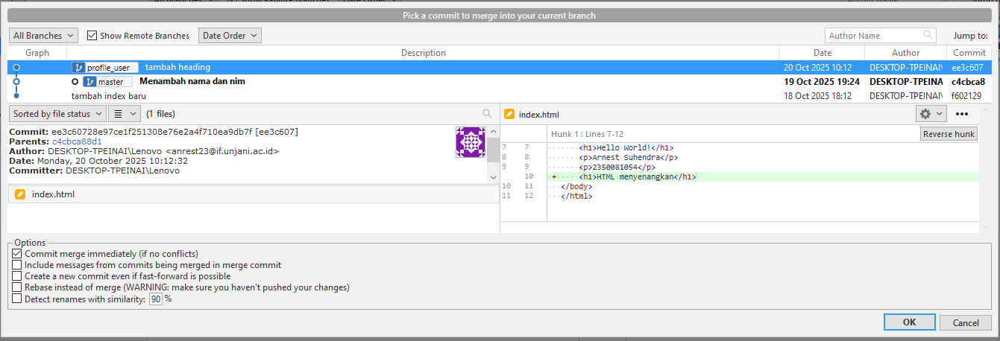 Pick a commit to merge into your current branch
All Branches Show Remote Branches Date Order Author Name Jump to:
Graph Description Date Author Commit
profile_user tambah heading 20 Oct 2025 10:12 DESKTOP-TPEINAI\ ee3c607
master Menambah nama dan nim 19 Oct 2025 19:24 DESKTOP-TPEINAI\ c4cbca8
tambah index baru 18 Oct 2025 18:12 DESKTOP-TPEINAI\ f602129
Sorted by file status (1 files)
Commit: ee3c60728e97ce1f251308e76e2a4f710ea9db7f [ee3c607]
Parents: c4cbca88d1
Author: DESKTOP-TPEINAI\Lenovo <anrest23@if.unjani.ac.id>
Date: Monday, 20 October 2025 10:12:32
Committer: DESKTOP-TPEINAI\Lenovo
index.html
index.html
Hunk 1 : Lines 7-12 Reverse hunk
7 7 <h1>Hello World!</h1>
8 8 <p>Arnest Suhendra</p>
9 9 <p>2350081054</p>
10 + <h1>HTML menyenangkan</h1>
10 11 </body>
11 12 </html>
Options
Commit merge immediately (if no conflicts)
Include messages from commits being merged in merge commit
Create a new commit even if fast-forward is possible
Rebase instead of merge (WARNING: make sure you haven't pushed your changes)
Detect renames with similarity: 90 %
OK Cancel